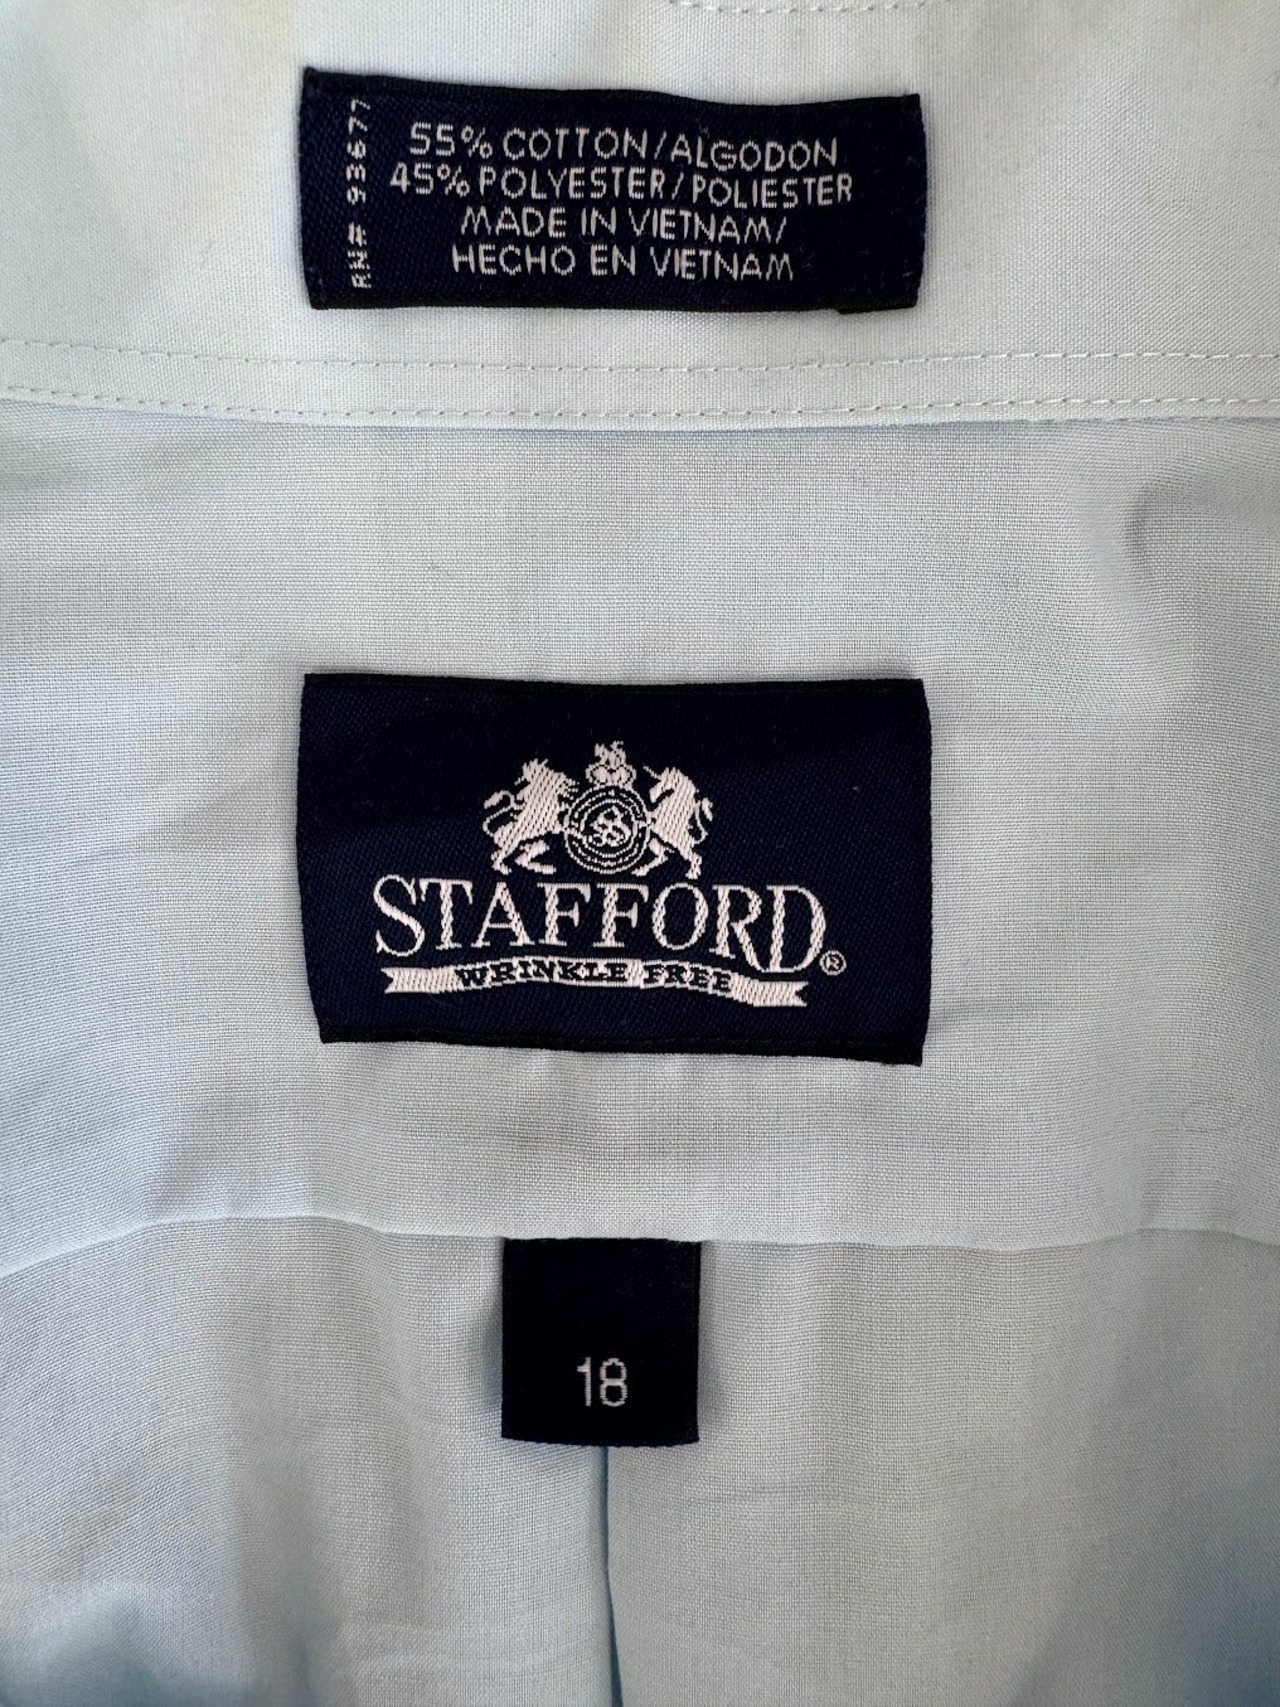 RN# 93677
55% COTTON/ALGODON
45% POLYESTER/POLIESTER
MADE IN VIETNAM/
HECHO EN VIETNAM
STAFFORD®
WRINKLE FREE
18